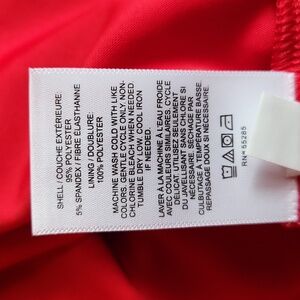 SHELL / COUCHE EXTÉRIEURE:
95% POLYESTER
5% SPANDEX / FIBRE ÉLASTHANNE
LINING / DOUBLURE:
100% POLYESTER
MACHINE WASH COLD WITH LIKE
COLORS. GENTLE CYCLE ONLY. NON-
CHLORINE BLEACH WHEN NEEDED.
TUMBLE DRY LOW. COOL IRON
IF NEEDED.
LAVER À LA MACHINE À L'EAU FROIDE
AVEC COULEURS SIMILAIRES. CYCLE
DÉLICAT. UTILISEZ SEULEMENT
DU JAVELLISANT SANS CHLORE SI
NÉCESSAIRE. SÉCHAGE PAR
CULBUTAGE À TEMPÉRATURE BASSE.
REPASSAGE DOUX SI NÉCESSAIRE.
RN# 55285